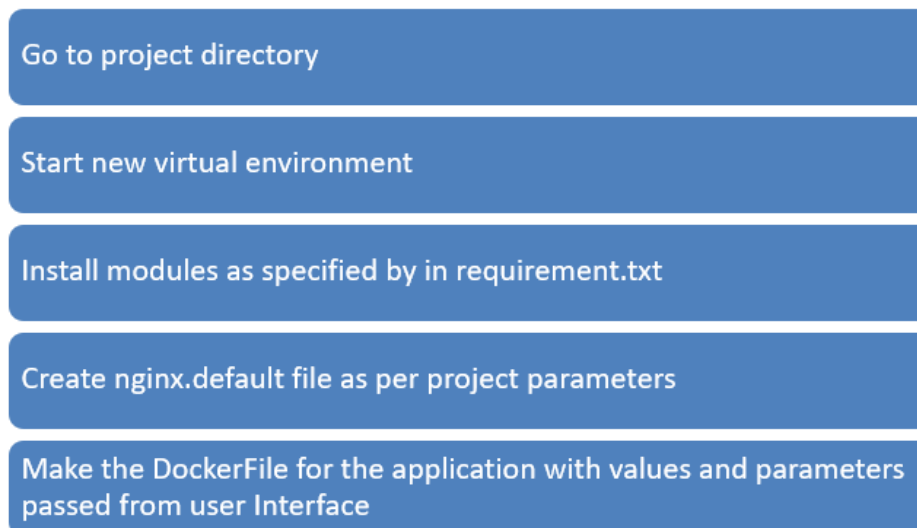 Go to project directory
Start new virtual environment
Install modules as specified by in requirement.txt
Create nginx.default file as per project parameters
Make the DockerFile for the application with values and parameters
passed from user Interface